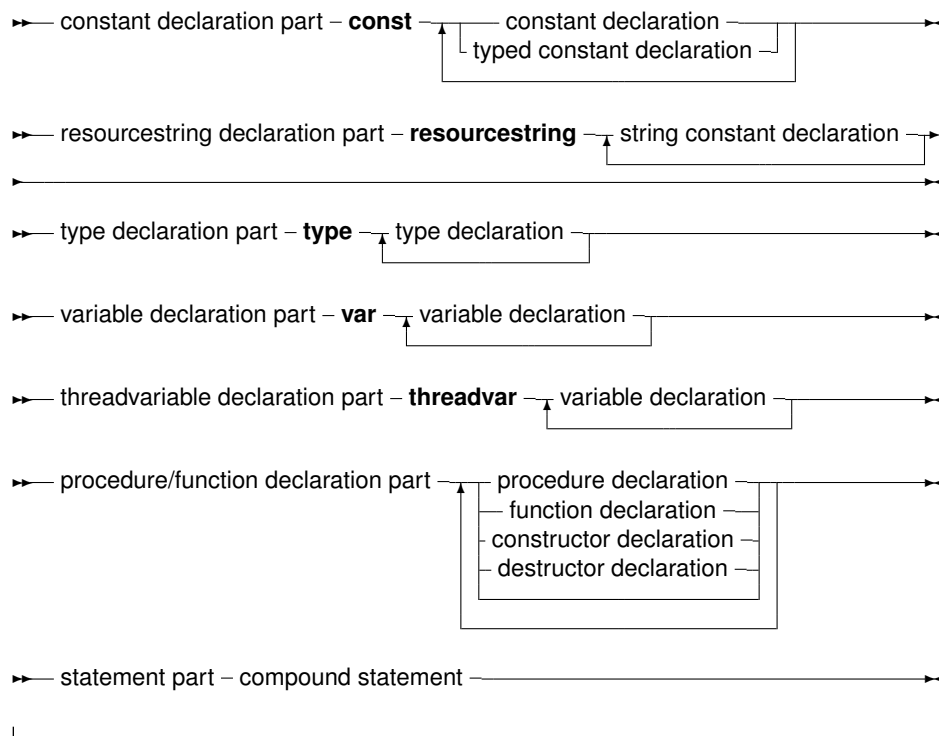 constant declaration part – const – constant declaration
typed constant declaration
resourcestring declaration part – resourcestring – string constant declaration
type declaration part – type – type declaration
variable declaration part – var – variable declaration
threadvariable declaration part – threadvar – variable declaration
procedure/function declaration part – procedure declaration
function declaration
constructor declaration
destructor declaration
statement part – compound statement